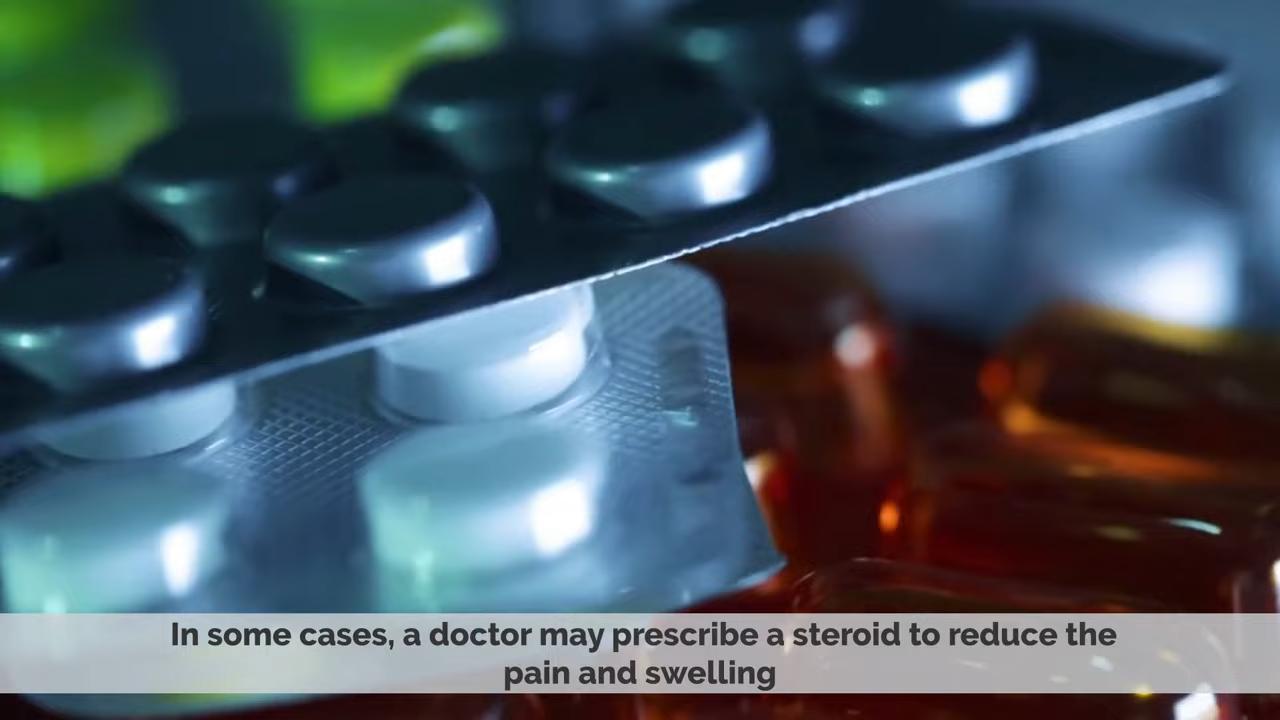 In some cases, a doctor may prescribe a steroid to reduce the
pain and swelling